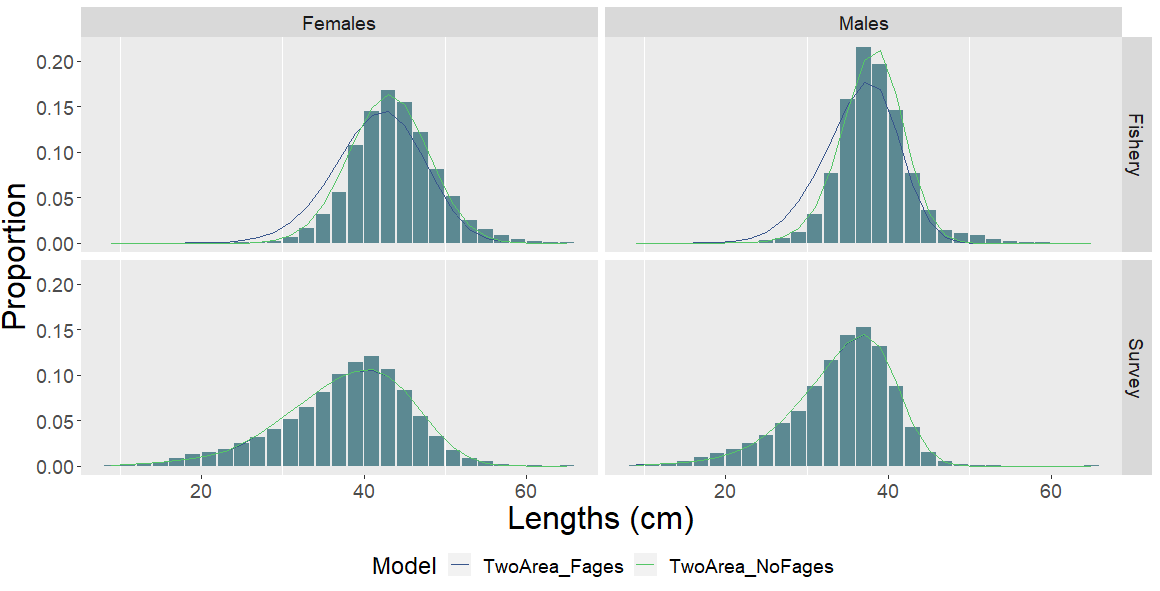 Females Males
0.20
0.15
0.10
0.05
0.00
Fishery
0.20
0.15
0.10
0.05
0.00
Survey
Proportion
20 40 60 20 40 60
Lengths (cm)
Model TwoArea_Fages TwoArea_NoFages